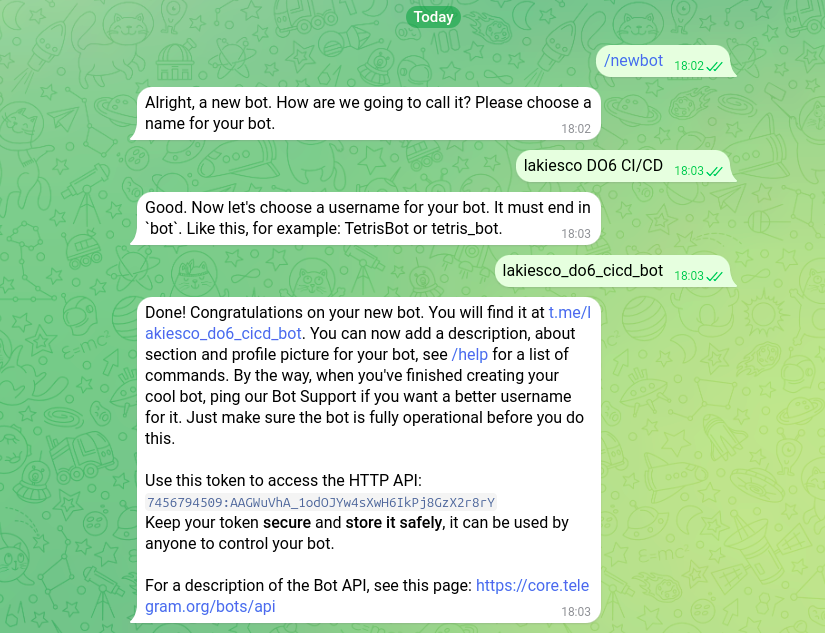 Today
/newbot 18:02
Alright, a new bot. How are we going to call it? Please choose a
name for your bot. 18:02
lakiesco DO6 CI/CD 18:03
Good. Now let's choose a username for your bot. It must end in
`bot`. Like this, for example: TetrisBot or tetris_bot. 18:03
lakiesco_do6_cicd_bot 18:03
Done! Congratulations on your new bot. You will find it at t.me/l
akiesco_do6_cicd_bot. You can now add a description, about
section and profile picture for your bot, see /help for a list of
commands. By the way, when you've finished creating your
cool bot, ping our Bot Support if you want a better username
for it. Just make sure the bot is fully operational before you do
this.
Use this token to access the HTTP API:
7456794509:AAGWuVhA_1odOJYw4sXwH6IkPj8GzX2r8rY
Keep your token secure and store it safely, it can be used by
anyone to control your bot.
For a description of the Bot API, see this page: https://core.tele
gram.org/bots/api 18:03